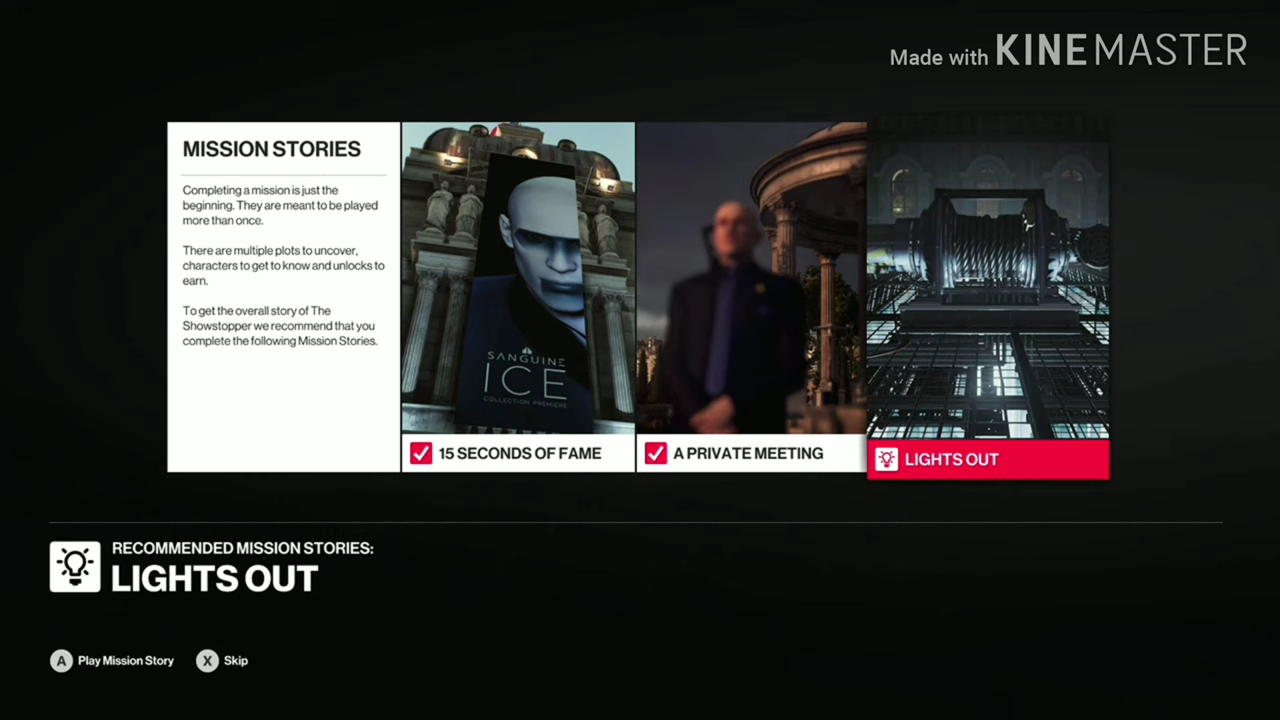 Made with KINEMASTER
MISSION STORIES
Completing a mission is just the
beginning. They are meant to be played
more than once.
There are multiple plots to uncover,
characters to get to know and unlocks to
earn.
To get the overall story of The
Showstopper we recommend that you
complete the following Mission Stories.
SANGUINE
ICE
COLLECTION PREMIERE
15 SECONDS OF FAME
A PRIVATE MEETING
LIGHTS OUT
RECOMMENDED MISSION STORIES:
LIGHTS OUT
A Play Mission Story X Skip